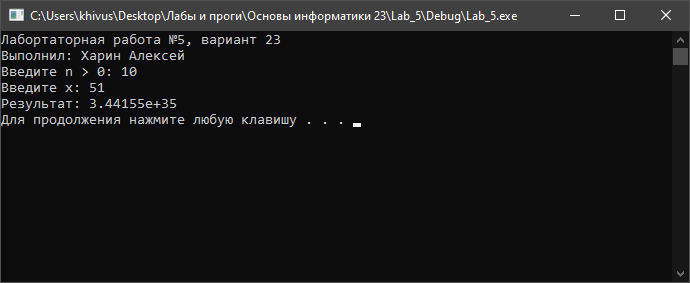 C:\Users\khivus\Desktop\Лабы и проги\Основы информатики 23\Lab_5\Debug\Lab_5.exe
Лабортаторная работа №5, вариант 23
Выполнил: Харин Алексей
Введите n > 0: 10
Введите x: 51
Результат: 3.44155e+35
Для продолжения нажмите любую клавишу . . .